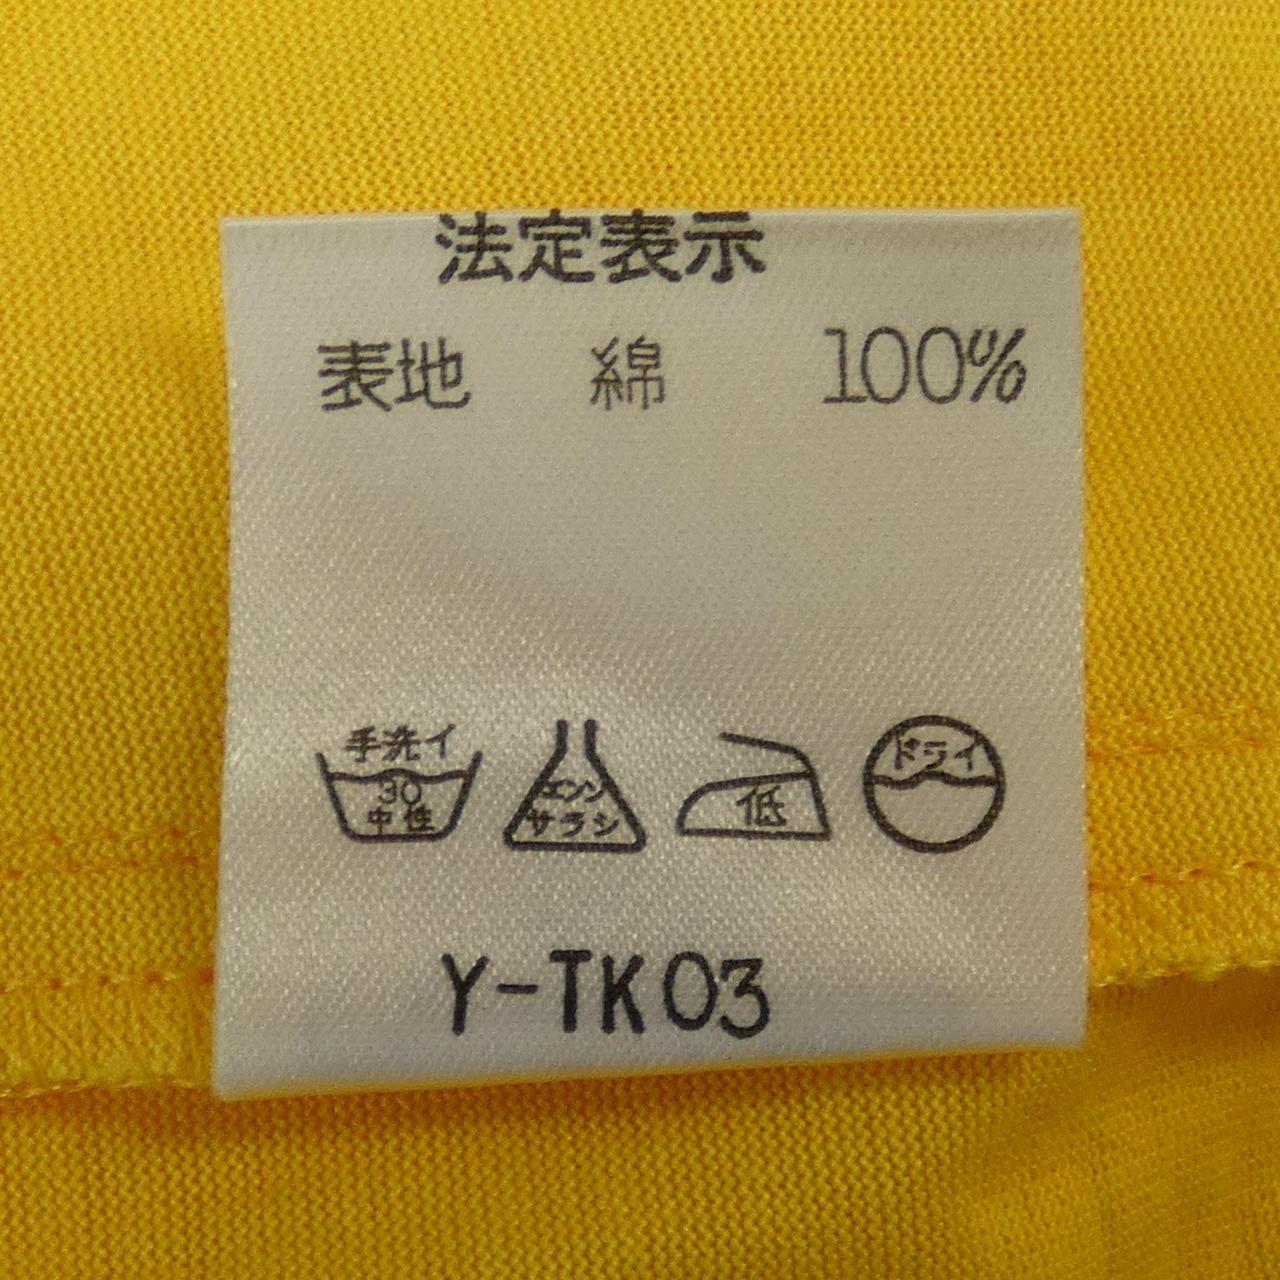 法定表示
表地 綿 100%
手洗イ
30
中性
エンソ
サラシ
低
ドライ
Y-TK03